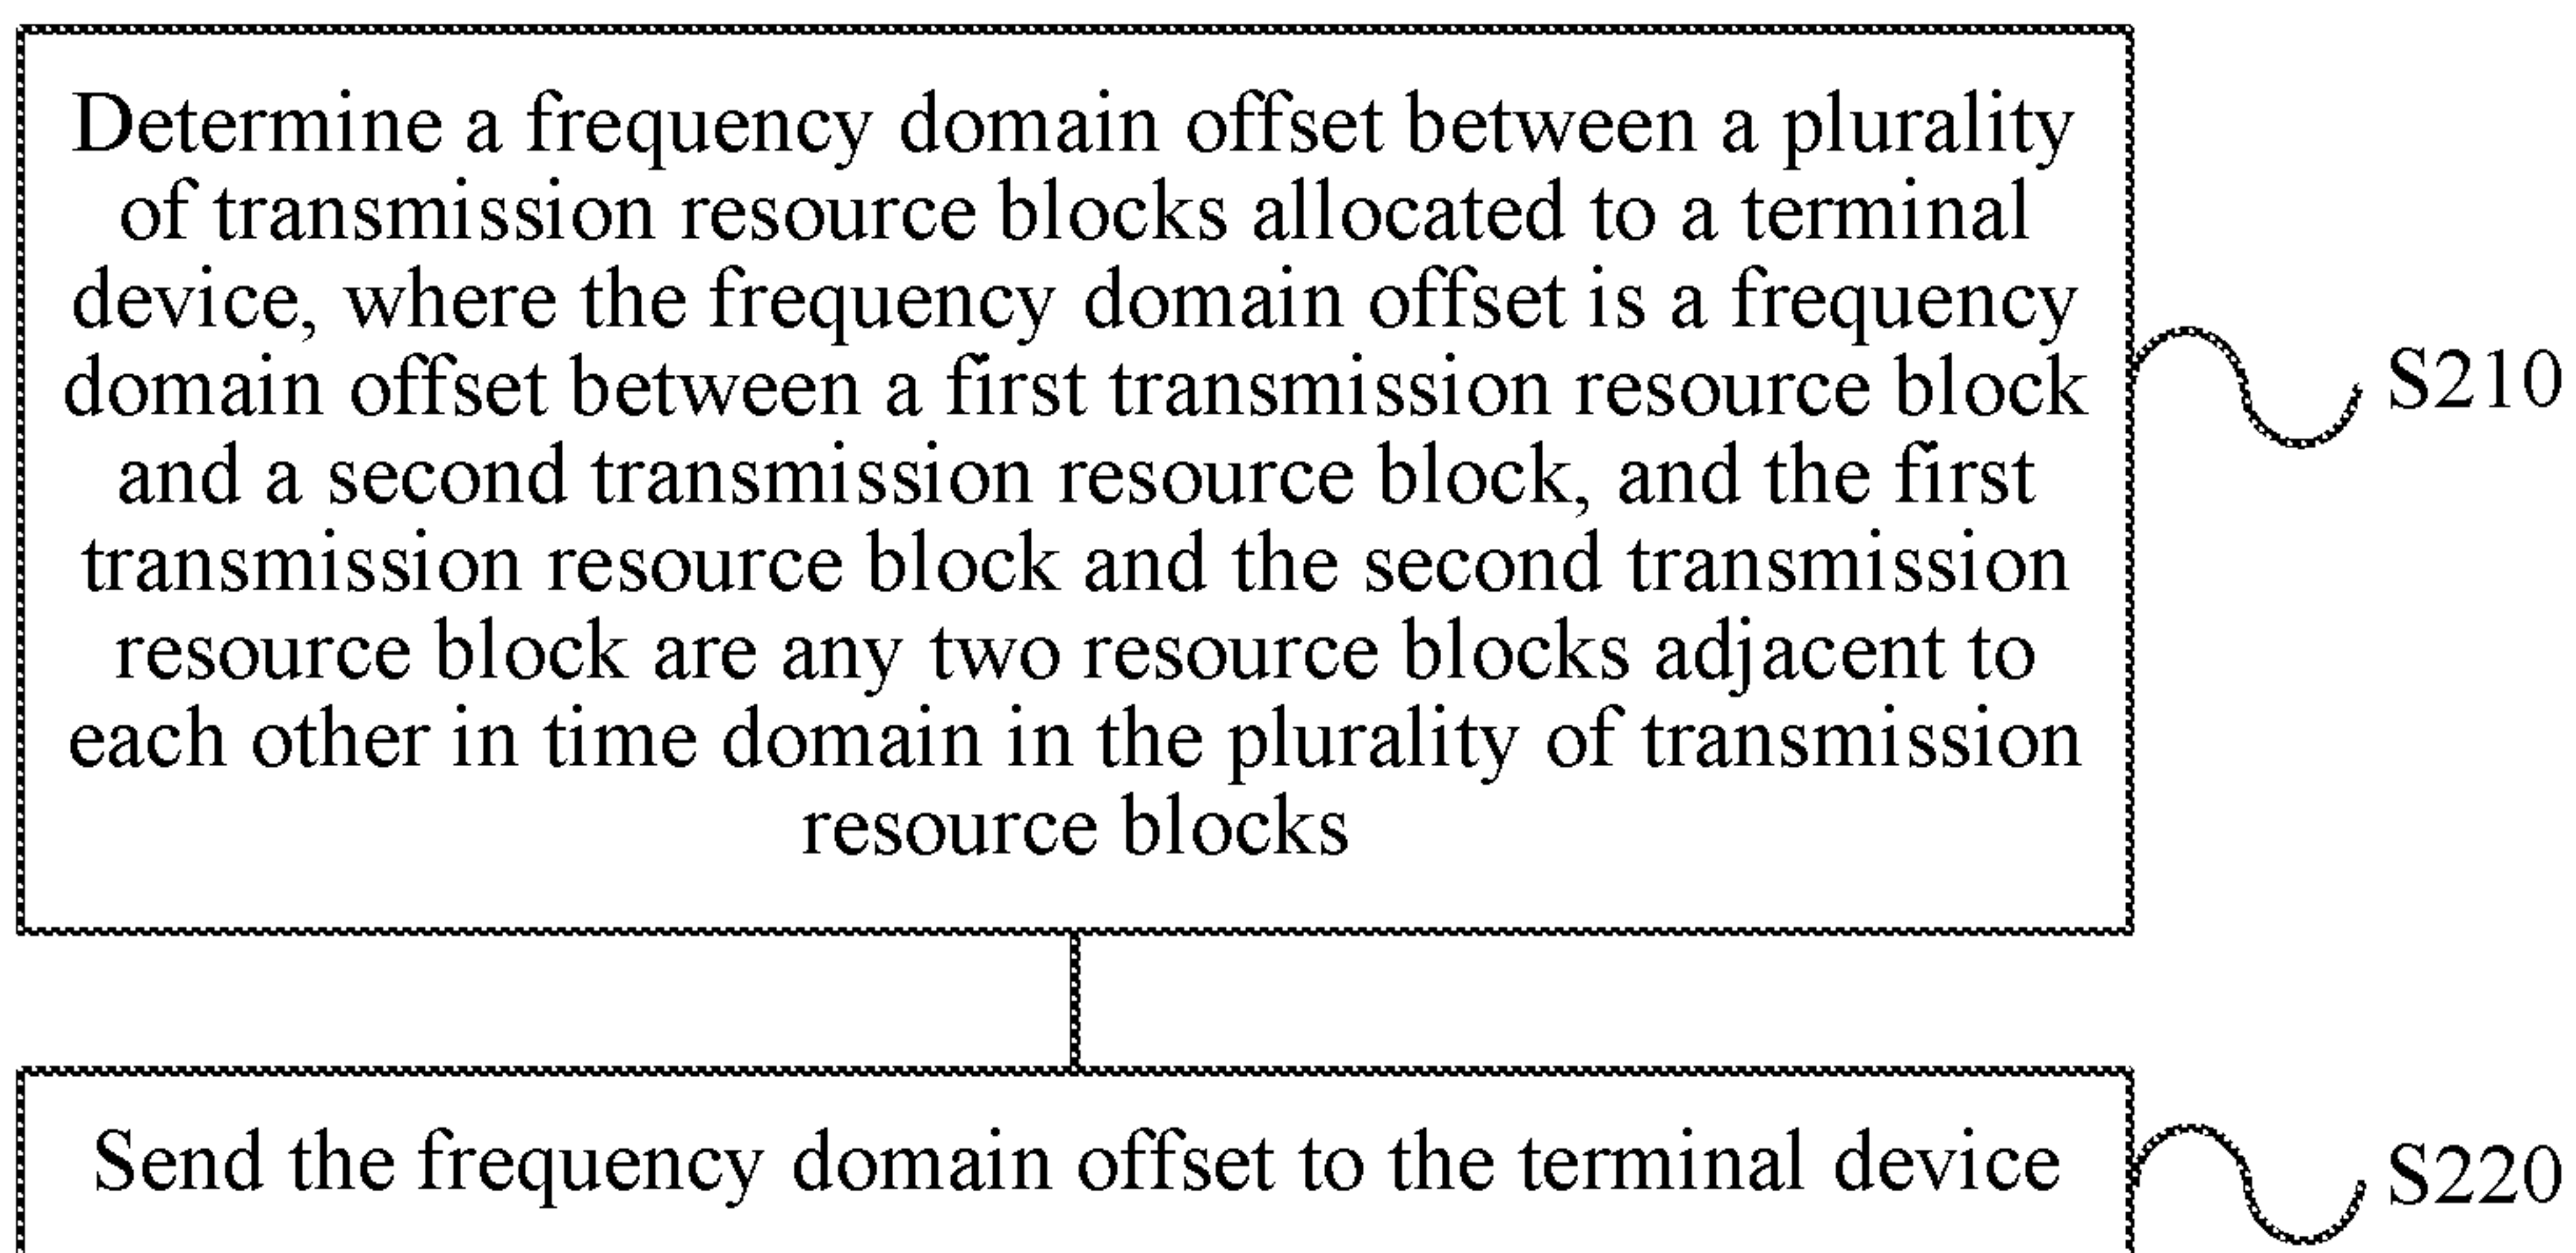 Determine a frequency domain offset between a plurality
of transmission resource blocks allocated to a terminal
device, where the frequency domain offset is a frequency
domain offset between a first transmission resource block
and a second transmission resource block, and the first
transmission resource block and the second transmission
resource block are any two resource blocks adjacent to
each other in time domain in the plurality of transmission
resource blocks
S210
Send the frequency domain offset to the terminal device
S220